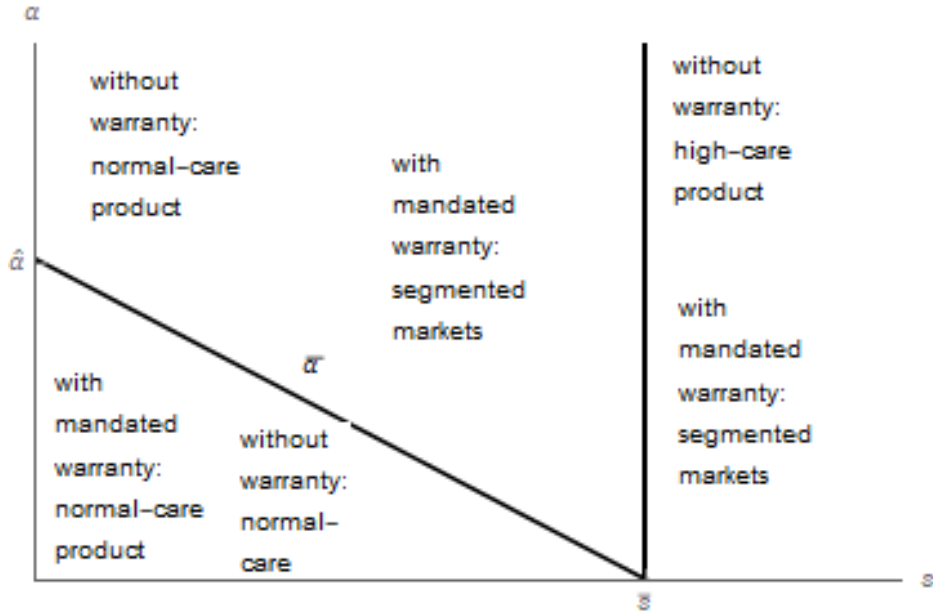 α
without
warranty:
normal–care
product
with
mandated
warranty:
segmented
markets
without
warranty:
high–care
product
α̂
α̅
with
mandated
warranty:
segmented
markets
with
mandated
warranty:
normal–care
product
without
warranty:
normal–
care
s
s̅